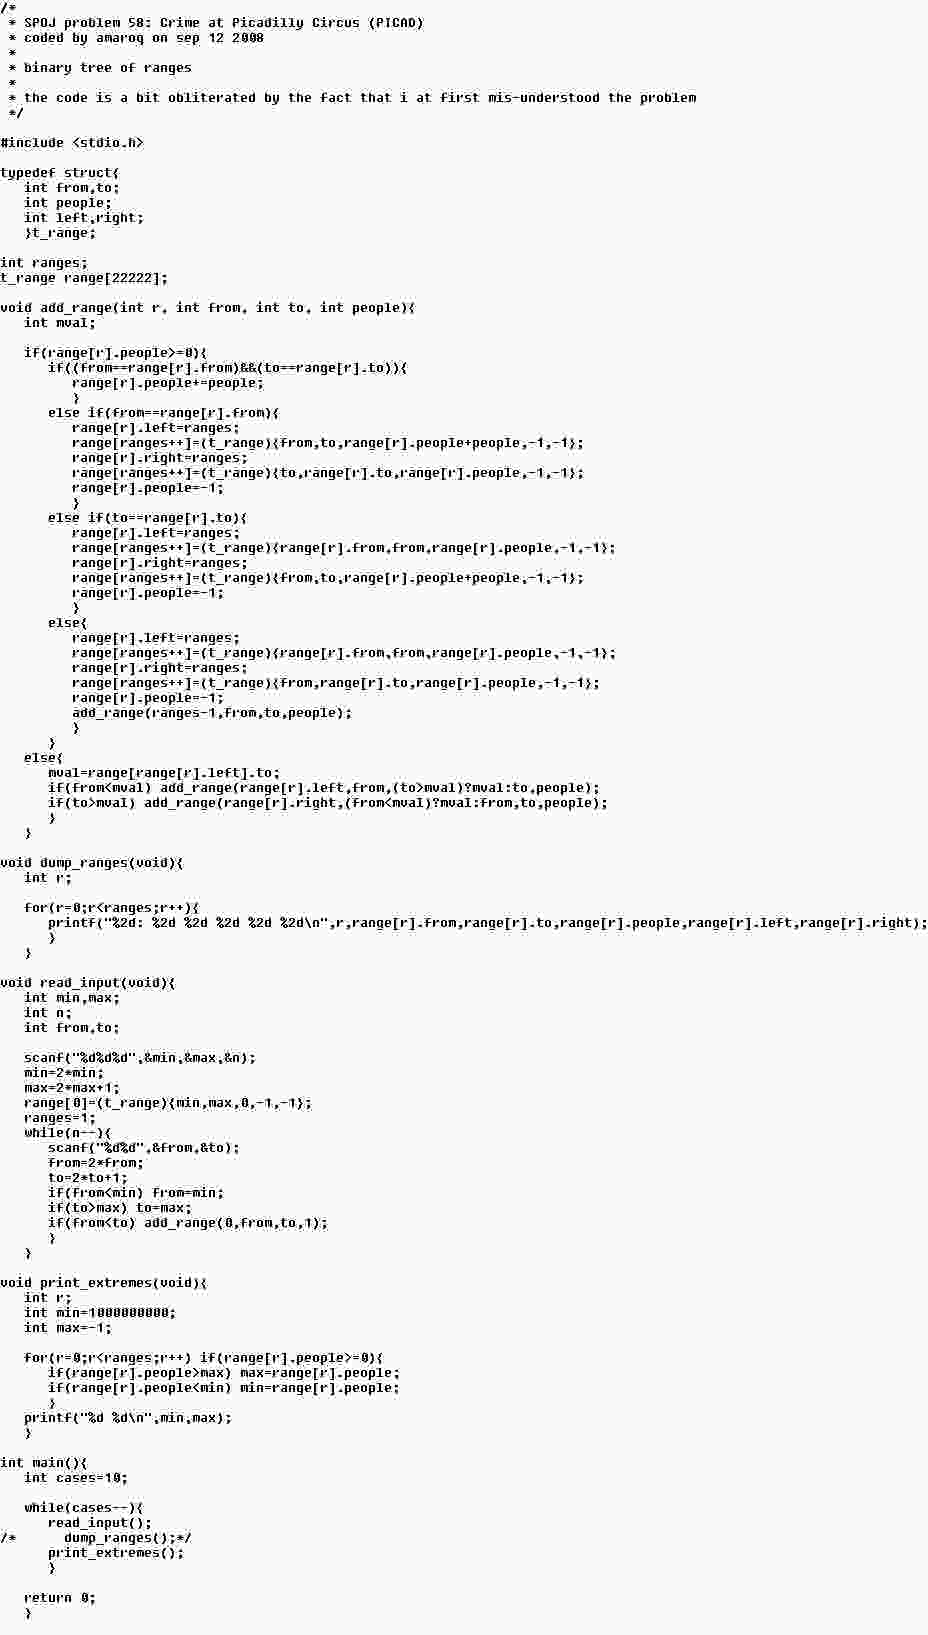 /*
 * SPOJ problem 58: Crime at Picadilly Circus (PICAD)
 * coded by amaroq on sep 12 2008
 *
 * binary tree of ranges
 *
 * the code is a bit obliterated by the fact that i at first mis-understood the problem
 */

#include <stdio.h>

typedef struct{
   int from,to;
   int people;
   int left,right;
   }t_range;

int ranges;
t_range range[22222];

void add_range(int r, int from, int to, int people){
   int mval;

   if(range[r].people>=0){
      if((from==range[r].from)&&(to==range[r].to)){
         range[r].people+=people;
         }
      else if(from==range[r].from){
         range[r].left=ranges;
         range[ranges++]=(t_range){from,to,range[r].people+people,-1,-1};
         range[r].right=ranges;
         range[ranges++]=(t_range){to,range[r].to,range[r].people,-1,-1};
         range[r].people=-1;
         }
      else if(to==range[r].to){
         range[r].left=ranges;
         range[ranges++]=(t_range){range[r].from,from,range[r].people,-1,-1};
         range[r].right=ranges;
         range[ranges++]=(t_range){from,to,range[r].people+people,-1,-1};
         range[r].people=-1;
         }
      else{
         range[r].left=ranges;
         range[ranges++]=(t_range){range[r].from,from,range[r].people,-1,-1};
         range[r].right=ranges;
         range[ranges++]=(t_range){from,range[r].to,range[r].people,-1,-1};
         range[r].people=-1;
         add_range(ranges-1,from,to,people);
         }
      }
   else{
      mval=range[range[r].left].to;
      if(from<mval) add_range(range[r].left,from,(to>mval)?mval:to,people);
      if(to>mval) add_range(range[r].right,(from<mval)?mval:from,to,people);
      }
   }

void dump_ranges(void){
   int r;

   for(r=0;r<ranges;r++){
      printf("%2d: %2d %2d %2d %2d %2d\n",r,range[r].from,range[r].to,range[r].people,range[r].left,range[r].right);
      }
   }

void read_input(void){
   int min,max;
   int n;
   int from,to;

   scanf("%d%d%d",&min,&max,&n);
   min=2*min;
   max=2*max+1;
   range[0]=(t_range){min,max,0,-1,-1};
   ranges=1;
   while(n--){
      scanf("%d%d",&from,&to);
      from=2*from;
      to=2*to+1;
      if(from<min) from=min;
      if(to>max) to=max;
      if(from<to) add_range(0,from,to,1);
      }
   }

void print_extremes(void){
   int r;
   int min=1000000000;
   int max=-1;

   for(r=0;r<ranges;r++) if(range[r].people>=0){
      if(range[r].people>max) max=range[r].people;
      if(range[r].people<min) min=range[r].people;
      }
   printf("%d %d\n",min,max);
   }

int main(){
   int cases=10;

   while(cases--){
      read_input();
/*      dump_ranges();*/
      print_extremes();
      }

   return 0;
   }